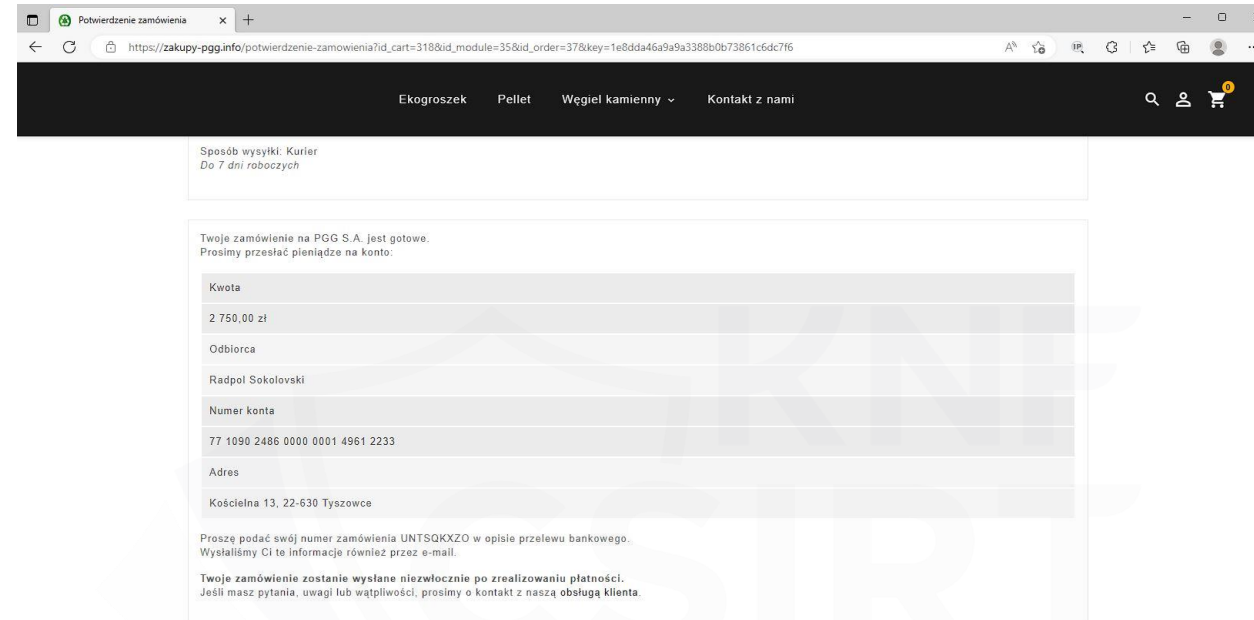 Potwierdzenie zamówienia
https://zakupy-pgg.info/potwierdzenie-zamowienia?id_cart=318&id_module=35&id_order=37&key=1e8dda46a9a9a3388b0b73861c6dc7f6
Ekogroszek Pellet Węgiel kamienny Kontakt z nami
0
Sposób wysyłki: Kurier
Do 7 dni roboczych
Twoje zamówienie na PGG S.A. jest gotowe.
Prosimy przesłać pieniądze na konto:
Kwota
2 750,00 zł
Odbiorca
Radpol Sokolovski
Numer konta
77 1090 2486 0000 0001 4961 2233
Adres
Kościelna 13, 22-630 Tyszowce
Proszę podać swój numer zamówienia UNTSQKXZO w opisie przelewu bankowego.
Wysłaliśmy Ci te informacje również przez e-mail.
Twoje zamówienie zostanie wysłane niezwłocznie po zrealizowaniu płatności.
Jeśli masz pytania, uwagi lub wątpliwości, prosimy o kontakt z naszą obsługą klienta.
KNF
CSIRT